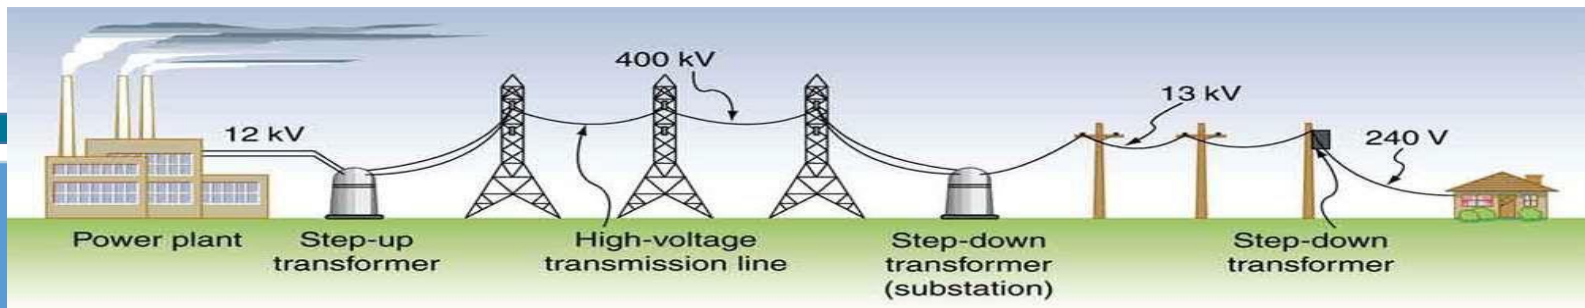 400 kV
13 kV
12 kV
240 V
Power plant
Step-up
transformer
High-voltage
transmission line
Step-down
transformer
(substation)
Step-down
transformer